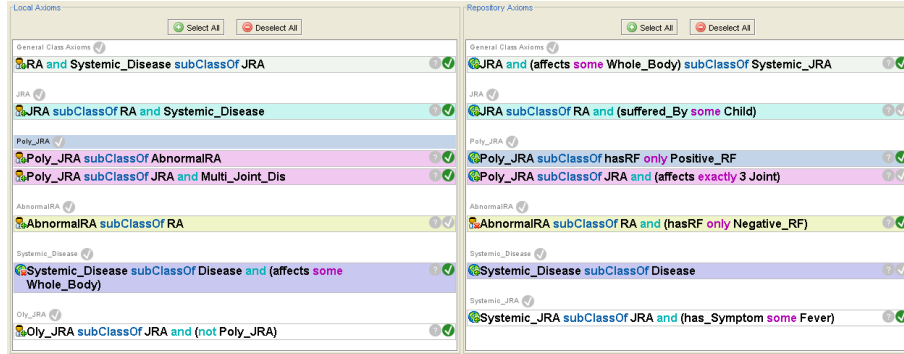 Local Axioms
Select All
Deselect All
General Class Axioms
RA and Systemic_Disease subClassOf JRA
JRA
JRA subClassOf RA and Systemic_Disease
Poly_JRA
Poly_JRA subClassOf AbnormalRA
Poly_JRA subClassOf JRA and Multi_Joint_Dis
AbnormalRA
AbnormalRA subClassOf RA
Systemic_Disease
Systemic_Disease subClassOf Disease and (affects some
Whole_Body)
Oly_JRA
Oly_JRA subClassOf JRA and (not Poly_JRA)
Repository Axioms
Select All
Deselect All
General Class Axioms
JRA and (affects some Whole_Body) subClassOf Systemic_JRA
JRA
JRA subClassOf RA and (suffered_By some Child)
Poly_JRA
Poly_JRA subClassOf hasRF only Positive_RF
Poly_JRA subClassOf JRA and (affects exactly 3 Joint)
AbnormalRA
AbnormalRA subClassOf RA and (hasRF only Negative_RF)
Systemic_Disease
Systemic_Disease subClassOf Disease
Systemic_JRA
Systemic_JRA subClassOf JRA and (has_Symptom some Fever)